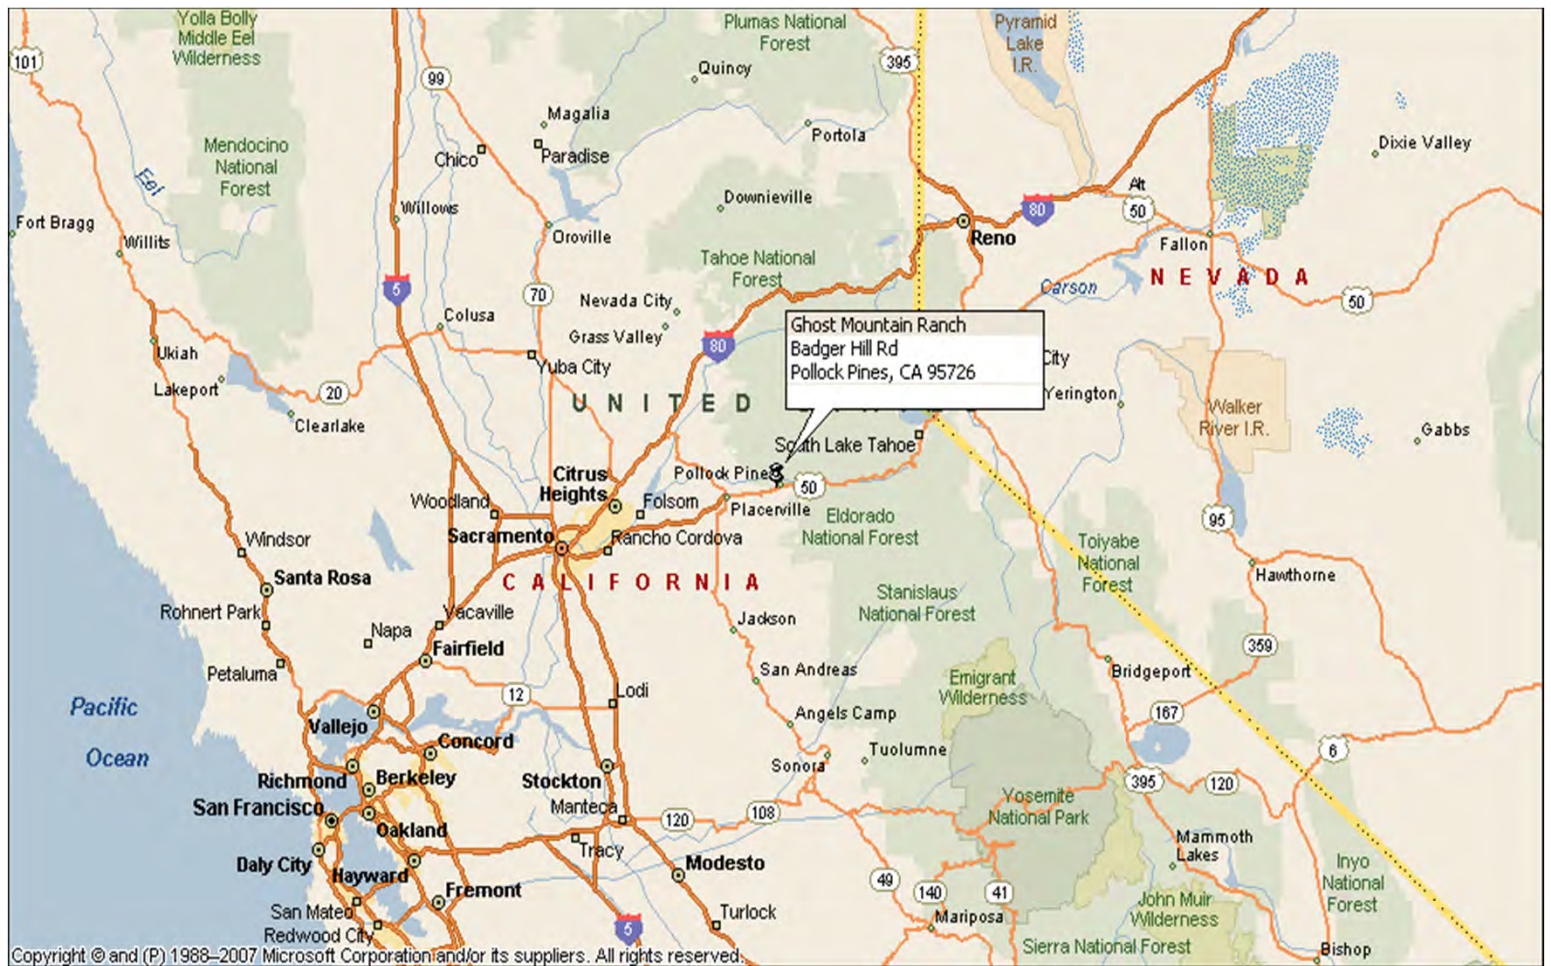 Yolla Bolly
Middle Eel
Wilderness
Plumas National
Forest
Pyramid
Lake
I.R.
101
99
395
Quincy
Magalia
Portola
Dixie Valley
Chico
Paradise
Mendocino
National
Forest
Eel
Downieville
Alt
50
80
Willows
Fort Bragg
Willits
Oroville
Reno
Fallon
Tahoe National
Forest
NEVADA
Carson
5
70
50
Nevada City
Colusa
Grass Valley
80
Ghost Mountain Ranch
Badger Hill Rd
Pollock Pines, CA 95726
Ukiah
Yuba City
City
Lakeport
20
Yerington
UNITED
Walker
River I.R.
Clearlake
Gabbs
South Lake Tahoe
Citrus
Heights
Pollock Pines
50
Woodland
Folsom
Placerville
Eldorado
National Forest
95
Sacramento
Rancho Cordova
Windsor
Toiyabe
National
Forest
Santa Rosa
CALIFORNIA
Hawthorne
Stanislaus
National Forest
Rohnert Park
Vacaville
Jackson
Napa
Fairfield
359
Petaluma
San Andreas
Bridgeport
Emigrant
Wilderness
12
Lodi
Pacific
Ocean
Vallejo
Angels Camp
167
Concord
Tuolumne
6
Sonora
Richmond
Berkeley
Stockton
395
120
San Francisco
Manteca
120
108
Yosemite
National Park
Oakland
Mammoth
Lakes
Daly City
Tracy
Modesto
Hayward
Inyo
National
Forest
49
140
41
Fremont
John Muir
Wilderness
San Mateo
Turlock
Mariposa
Redwood City
5
Sierra National Forest
Bishop
Copyright © and (P) 1988–2007 Microsoft Corporation and/or its suppliers. All rights reserved.